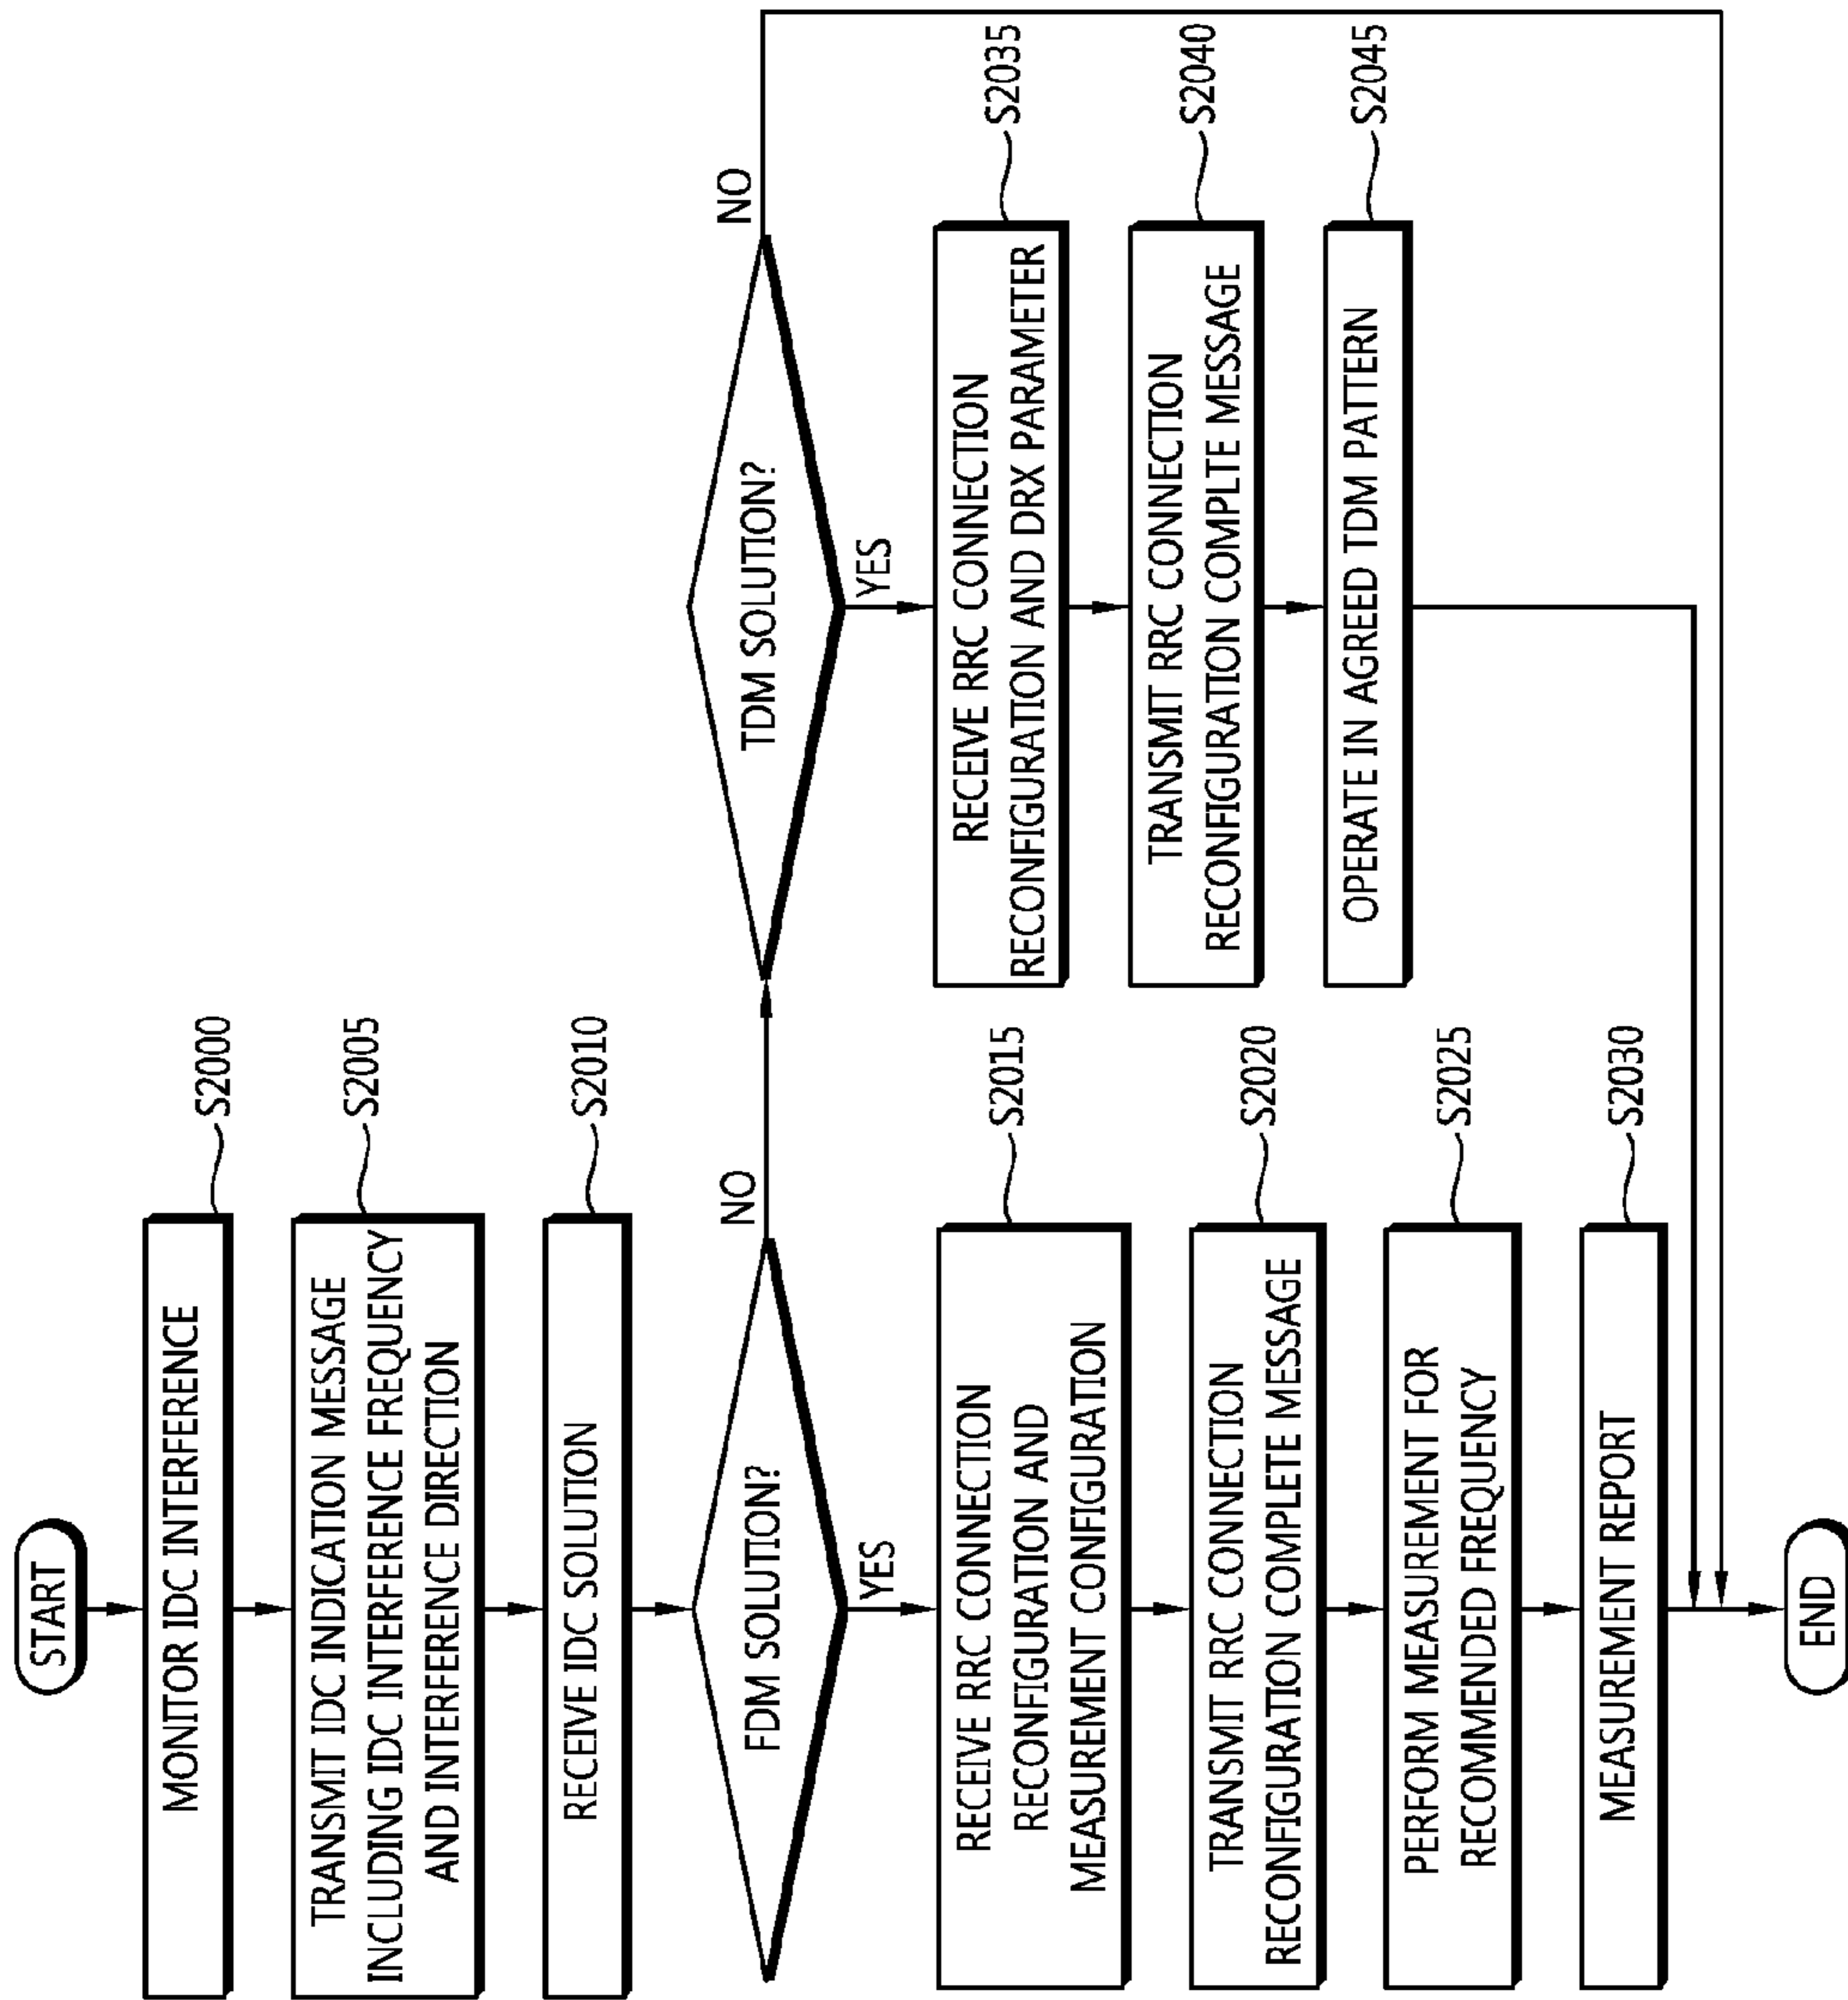 START
MONITOR IDC INTERFERENCE
S2000
TRANSMIT IDC INDICATION MESSAGE
INCLUDING IDC INTERFERENCE FREQUENCY
AND INTERFERENCE DIRECTION
S2005
RECEIVE IDC SOLUTION
S2010
FDM SOLUTION?
NO
YES
TDM SOLUTION?
NO
YES
RECEIVE RRC CONNECTION
RECONFIGURATION AND
MEASUREMENT CONFIGURATION
S2015
TRANSMIT RRC CONNECTION
RECONFIGURATION COMPLETE MESSAGE
S2020
PERFORM MEASUREMENT FOR
RECOMMENDED FREQUENCY
S2025
MEASUREMENT REPORT
S2030
RECEIVE RRC CONNECTION
RECONFIGURATION AND DRX PARAMETER
S2035
TRANSMIT RRC CONNECTION
RECONFIGURATION COMPLTE MESSAGE
S2040
OPERATE IN AGREED TDM PATTERN
S2045
END